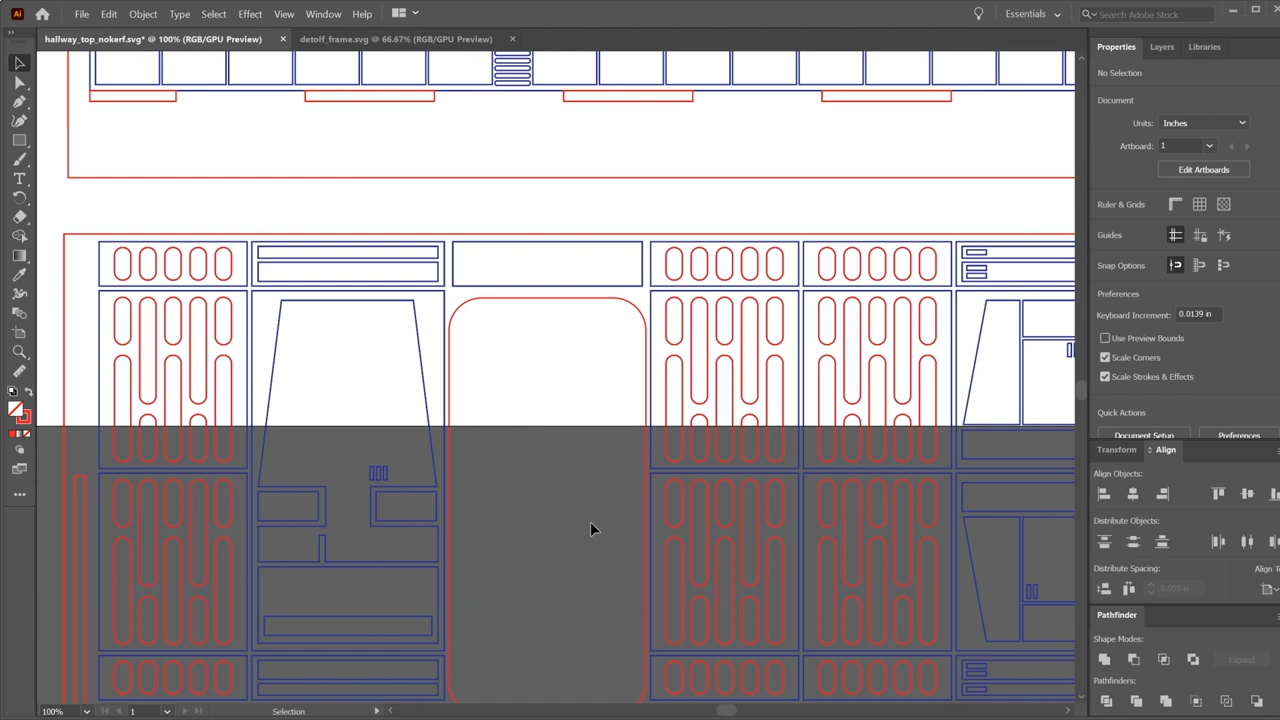 Ai File Edit Object Type Select Effect View Window Help Essentials Search Adobe Stock
hallway_top_nokerf.svg* @ 100% (RGB/GPU Preview) × detolf_frame.svg @ 66.67% (RGB/GPU Preview) ×
Properties Layers Libraries
No Selection
Document
Units: Inches
Artboard: 1
Edit Artboards
Ruler & Grids
Guides
Snap Options
Preferences
Keyboard Increment: 0.0139 in
Use Preview Bounds
Scale Corners
Scale Strokes & Effects
Quick Actions
Document Setup Preferences
Transform Align
Align Objects:
Distribute Objects:
Distribute Spacing: Align To
0.055 in
Pathfinder
Shape Modes:
Expand
Pathfinders:
100% 1 Selection